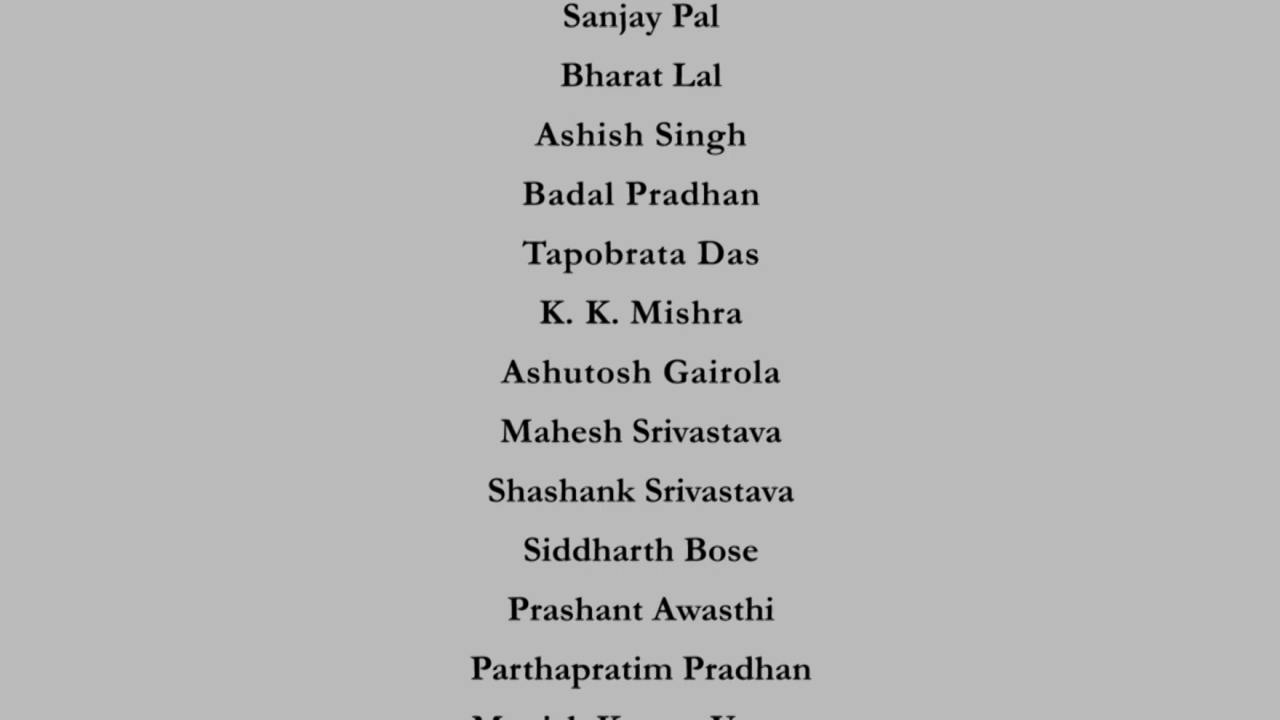 Sanjay Pal
Bharat Lal
Ashish Singh
Badal Pradhan
Tapobrata Das
K. K. Mishra
Ashutosh Gairola
Mahesh Srivastava
Shashank Srivastava
Siddharth Bose
Prashant Awasthi
Parthapratim Pradhan